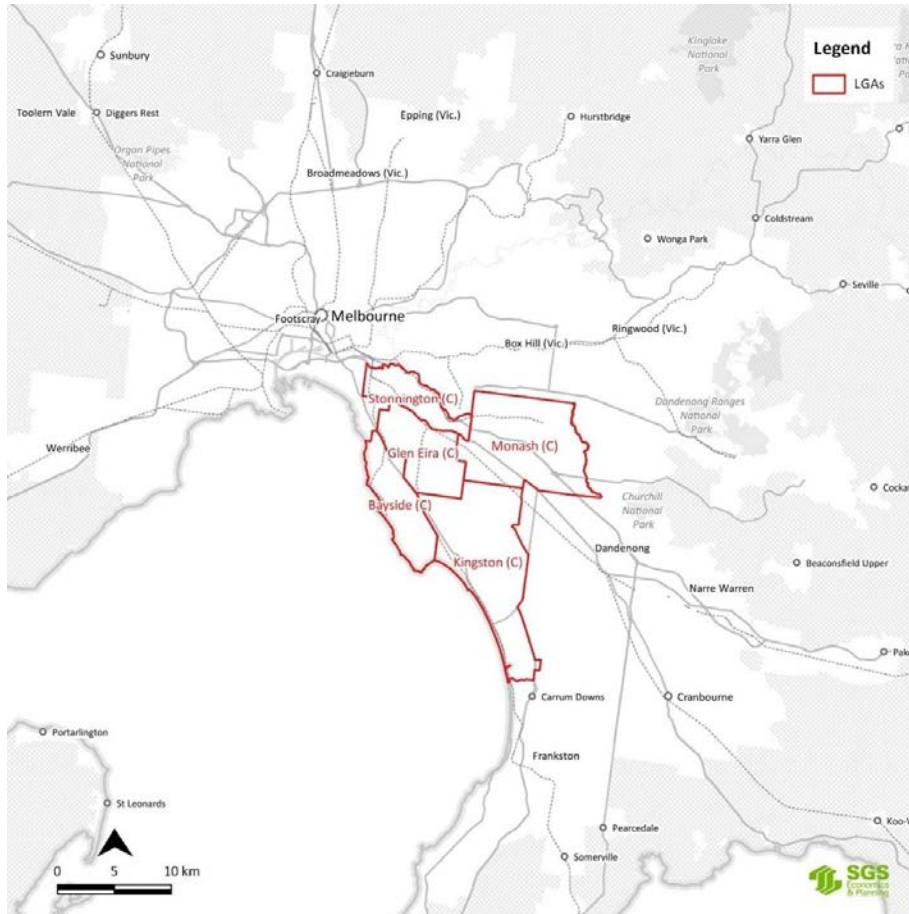 Kinglake
National
Park
Legend
LGAs
Sunbury
Craigieburn
Toolern Vale
Diggers Rest
Epping (Vic.)
Hurstbridge
Yarra Glen
Organ Pipes
National
Park
Broadmeadows (Vic.)
Coldstream
Wonga Park
Seville
Footscray
Melbourne
Ringwood (Vic.)
Box Hill (Vic.)
Stonnington (C)
Dandenong Ranges
National
Park
Werribee
Glen Eira (C)
Monash (C)
Bayside (C)
Churchill
National
Park
Cockat
Kingston (C)
Dandenong
Beaconsfield Upper
Narre Warren
Pake
Carrum Downs
Cranbourne
Portarlington
Frankston
St Leonards
Koo-V
Pearcedale
Somerville
0 5 10 km
SGS
Economics
& Planning